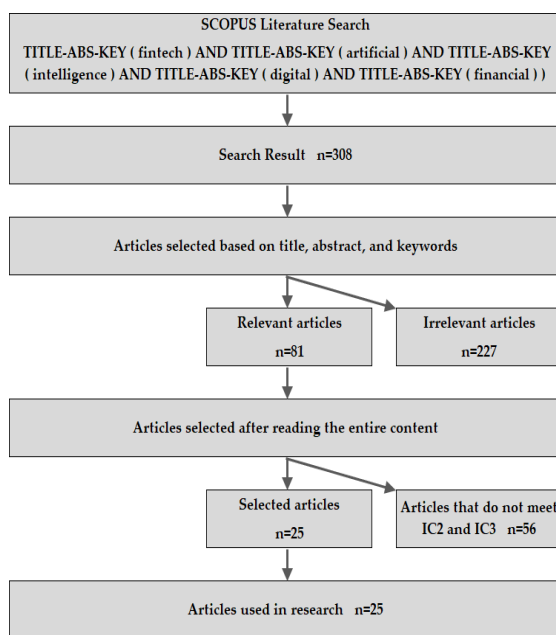 SCOPUS Literature Search
TITLE-ABS-KEY ( fintech ) AND TITLE-ABS-KEY ( artificial ) AND TITLE-ABS-KEY
( intelligence ) AND TITLE-ABS-KEY ( digital ) AND TITLE-ABS-KEY ( financial ) )
Search Result n=308
Articles selected based on title, abstract, and keywords
Relevant articles
n=81
Irrelevant articles
n=227
Articles selected after reading the entire content
Selected articles
n=25
Articles that do not meet
IC2 and IC3 n=56
Articles used in research n=25